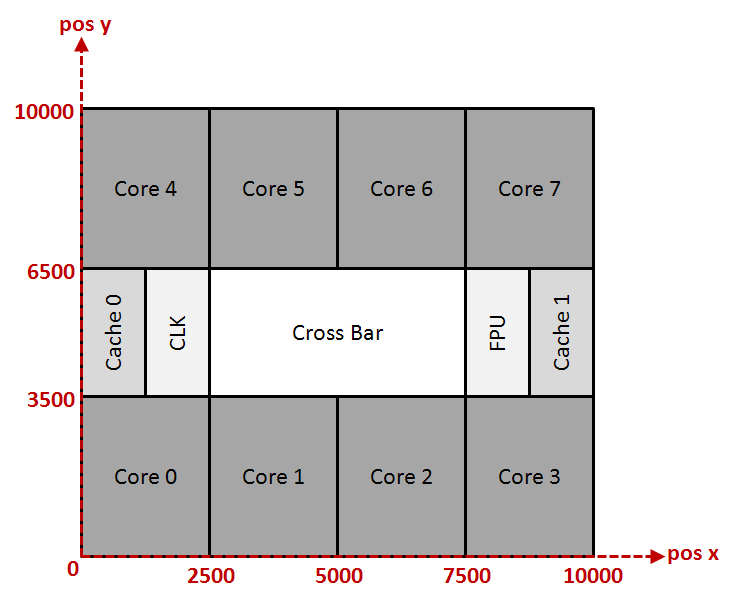 pos y
10000
Core 4
Core 5
Core 6
Core 7
6500
Cache 0
CLK
Cross Bar
FPU
Cache 1
3500
Core 0
Core 1
Core 2
Core 3
pos x
0
2500
5000
7500
10000